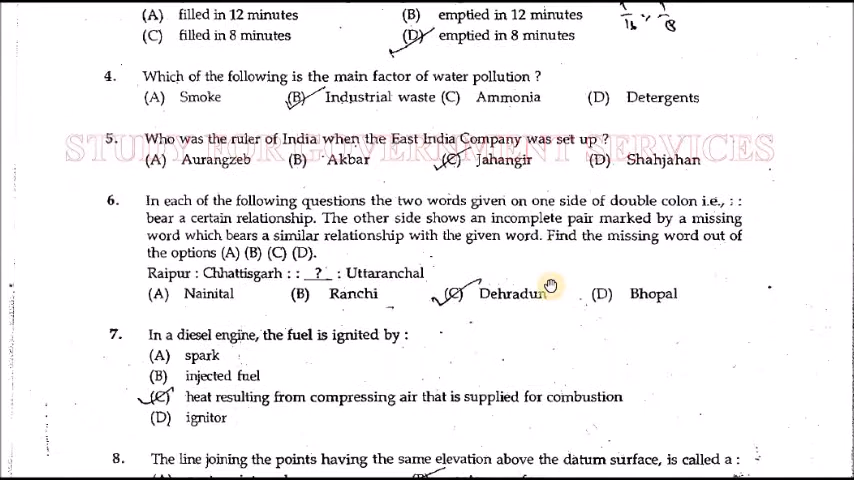 (A) filled in 12 minutes (B) emptied in 12 minutes
(C) filled in 8 minutes (D) emptied in 8 minutes
4. Which of the following is the main factor of water pollution ?
(A) Smoke (B) Industrial waste (C) Ammonia (D) Detergents
STUDY FOR GOVERNMENT SERVICES
5. Who was the ruler of India when the East India Company was set up ?
(A) Aurangzeb (B) Akbar (C) Jahangir (D) Shahjahan
6. In each of the following questions the two words given on one side of double colon i.e., : :
bear a certain relationship. The other side shows an incomplete pair marked by a missing
word which bears a similar relationship with the given word. Find the missing word out of
the options (A) (B) (C) (D).
Raipur : Chhattisgarh : : ? : Uttaranchal
(A) Nainital (B) Ranchi (C) Dehradun (D) Bhopal
7. In a diesel engine, the fuel is ignited by :
(A) spark
(B) injected fuel
(C) heat resulting from compressing air that is supplied for combustion
(D) ignitor
8. The line joining the points having the same elevation above the datum surface, is called a :